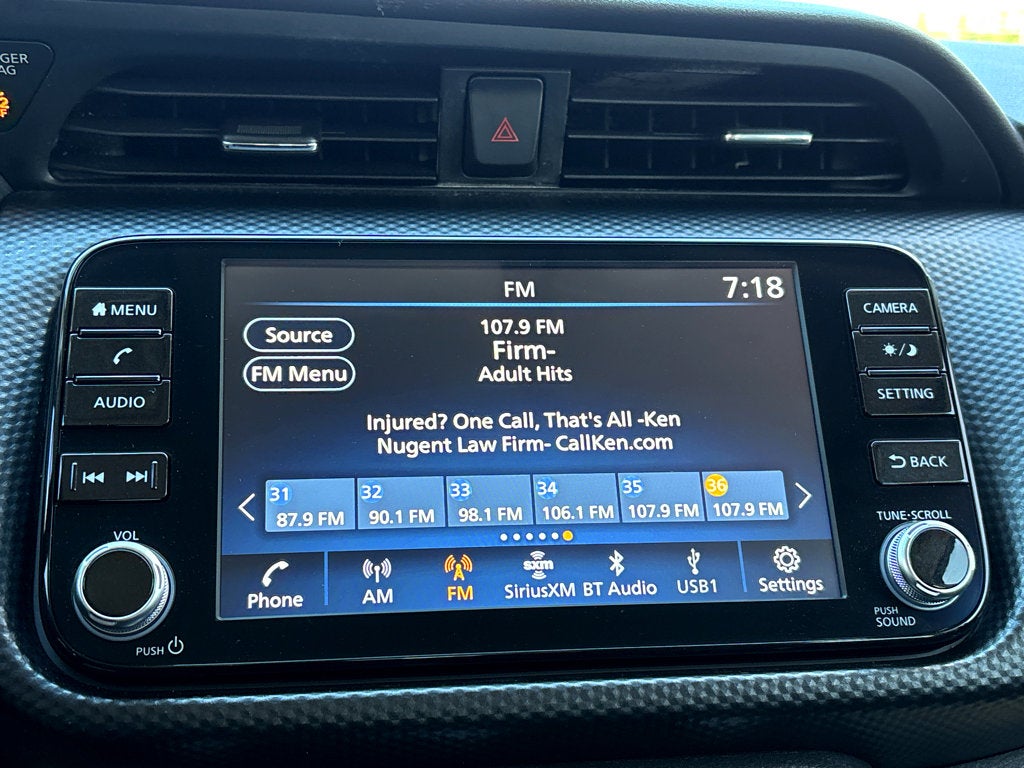 FM
7:18
MENU
AUDIO
VOL
PUSH
Source
FM Menu
107.9 FM
Firm-
Adult Hits
Injured? One Call, That's All -Ken
Nugent Law Firm- CallKen.com
31 32 33 34 35 36
87.9 FM 90.1 FM 98.1 FM 106.1 FM 107.9 FM 107.9 FM
Phone
AM
FM
sxm
SiriusXM
BT Audio
USB1
Settings
CAMERA
SETTING
BACK
TUNE·SCROLL
PUSH
SOUND